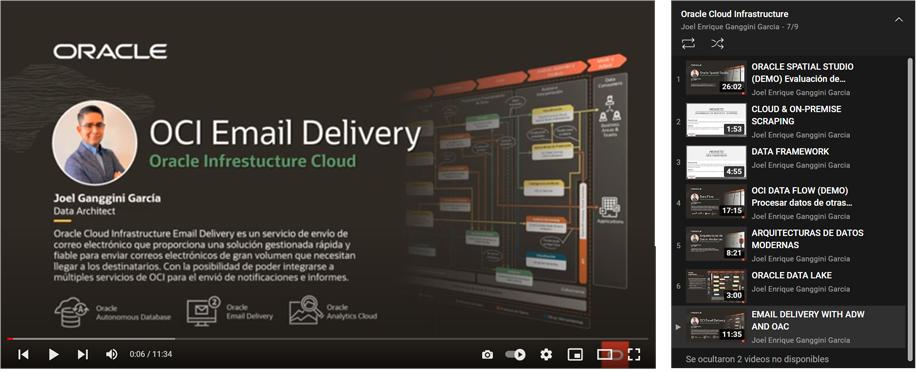 ORACLE
OCI Email Delivery
Oracle Infrestucture Cloud
Joel Ganggini García
Data Architect
Oracle Cloud Infrastructure Email Delivery es un servicio de envío de
correo electrónico que proporciona una solución gestionada rápida y
fiable para enviar correos electrónicos de gran volumen que necesitan
llegar a los destinatarios. Con la posibilidad de poder integrarse a
múltiples servicios de OCI para el envió de notificaciones e informes.
Oracle
Autonomous Database
2
Oracle
Email Delivery
Oracle
Analytics Cloud
Data
Consumers
Business
Areas &
Teams
Applications
0:06 / 11:34
Oracle Cloud Infrastructure
Joel Enrique Ganggini Garcia - 7/9
1
26:02
ORACLE SPATIAL STUDIO
(DEMO) Evaluación de...
Joel Enrique Ganggini Garcia
2
1:53
CLOUD & ON-PREMISE
SCRAPING
Joel Enrique Ganggini Garcia
3
4:55
DATA FRAMEWORK
Joel Enrique Ganggini Garcia
4
17:15
OCI DATA FLOW (DEMO)
Procesar datos de otras...
Joel Enrique Ganggini Garcia
5
8:21
ARQUITECTURAS DE DATOS
MODERNAS
Joel Enrique Ganggini Garcia
6
3:00
ORACLE DATA LAKE
Joel Enrique Ganggini Garcia
11:35
EMAIL DELIVERY WITH ADW
AND OAC
Joel Enrique Ganggini Garcia
Se ocultaron 2 videos no disponibles